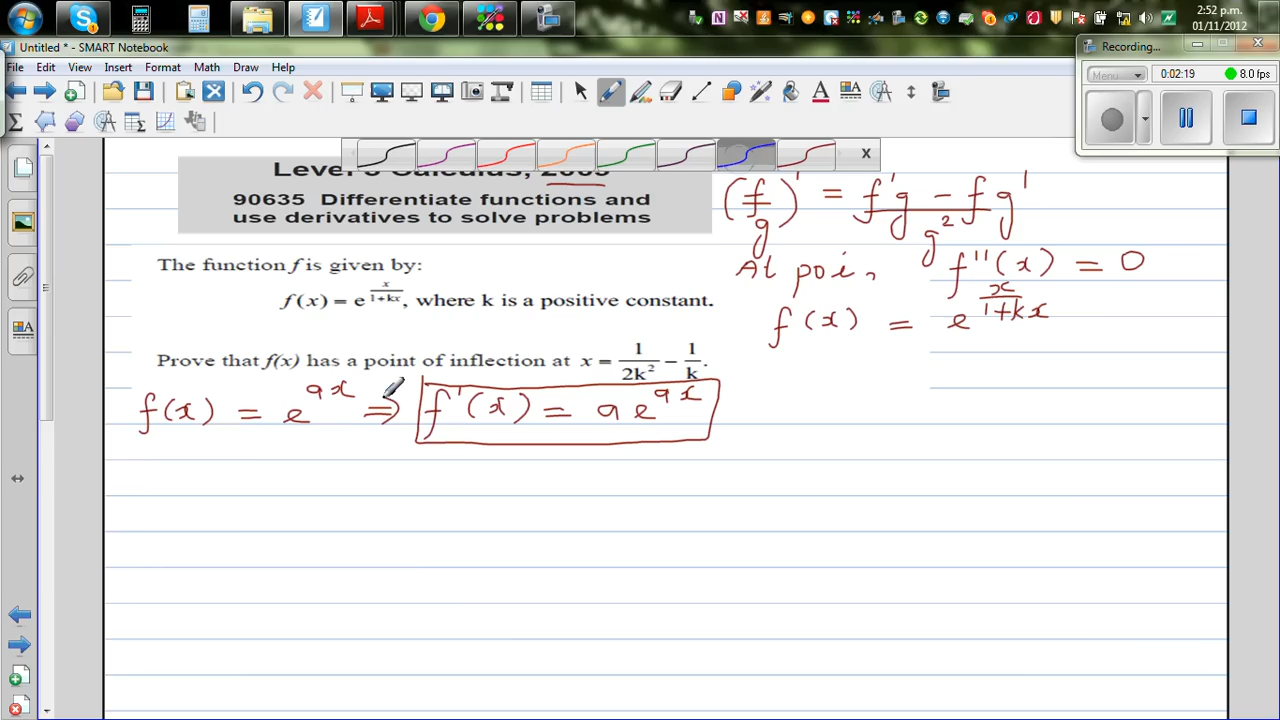 2:52 p.m.
01/11/2012
Untitled * - SMART Notebook
Recording...
File Edit View Insert Format Math Draw Help
Menu
0:02:19
8.0 fps
X
90635 Differentiate functions and
use derivatives to solve problems
(f/g)' = (f'g - fg')/g²
The function f is given by:
At poi, f''(x) = 0
f(x) = e^(x/(1+kx)), where k is a positive constant.
f(x) = e^(x/(1+kx))
Prove that f(x) has a point of inflection at x = 1/(2k²) - 1/k.
f(x) = e^(ax) ⇒ f'(x) = a e^(ax)